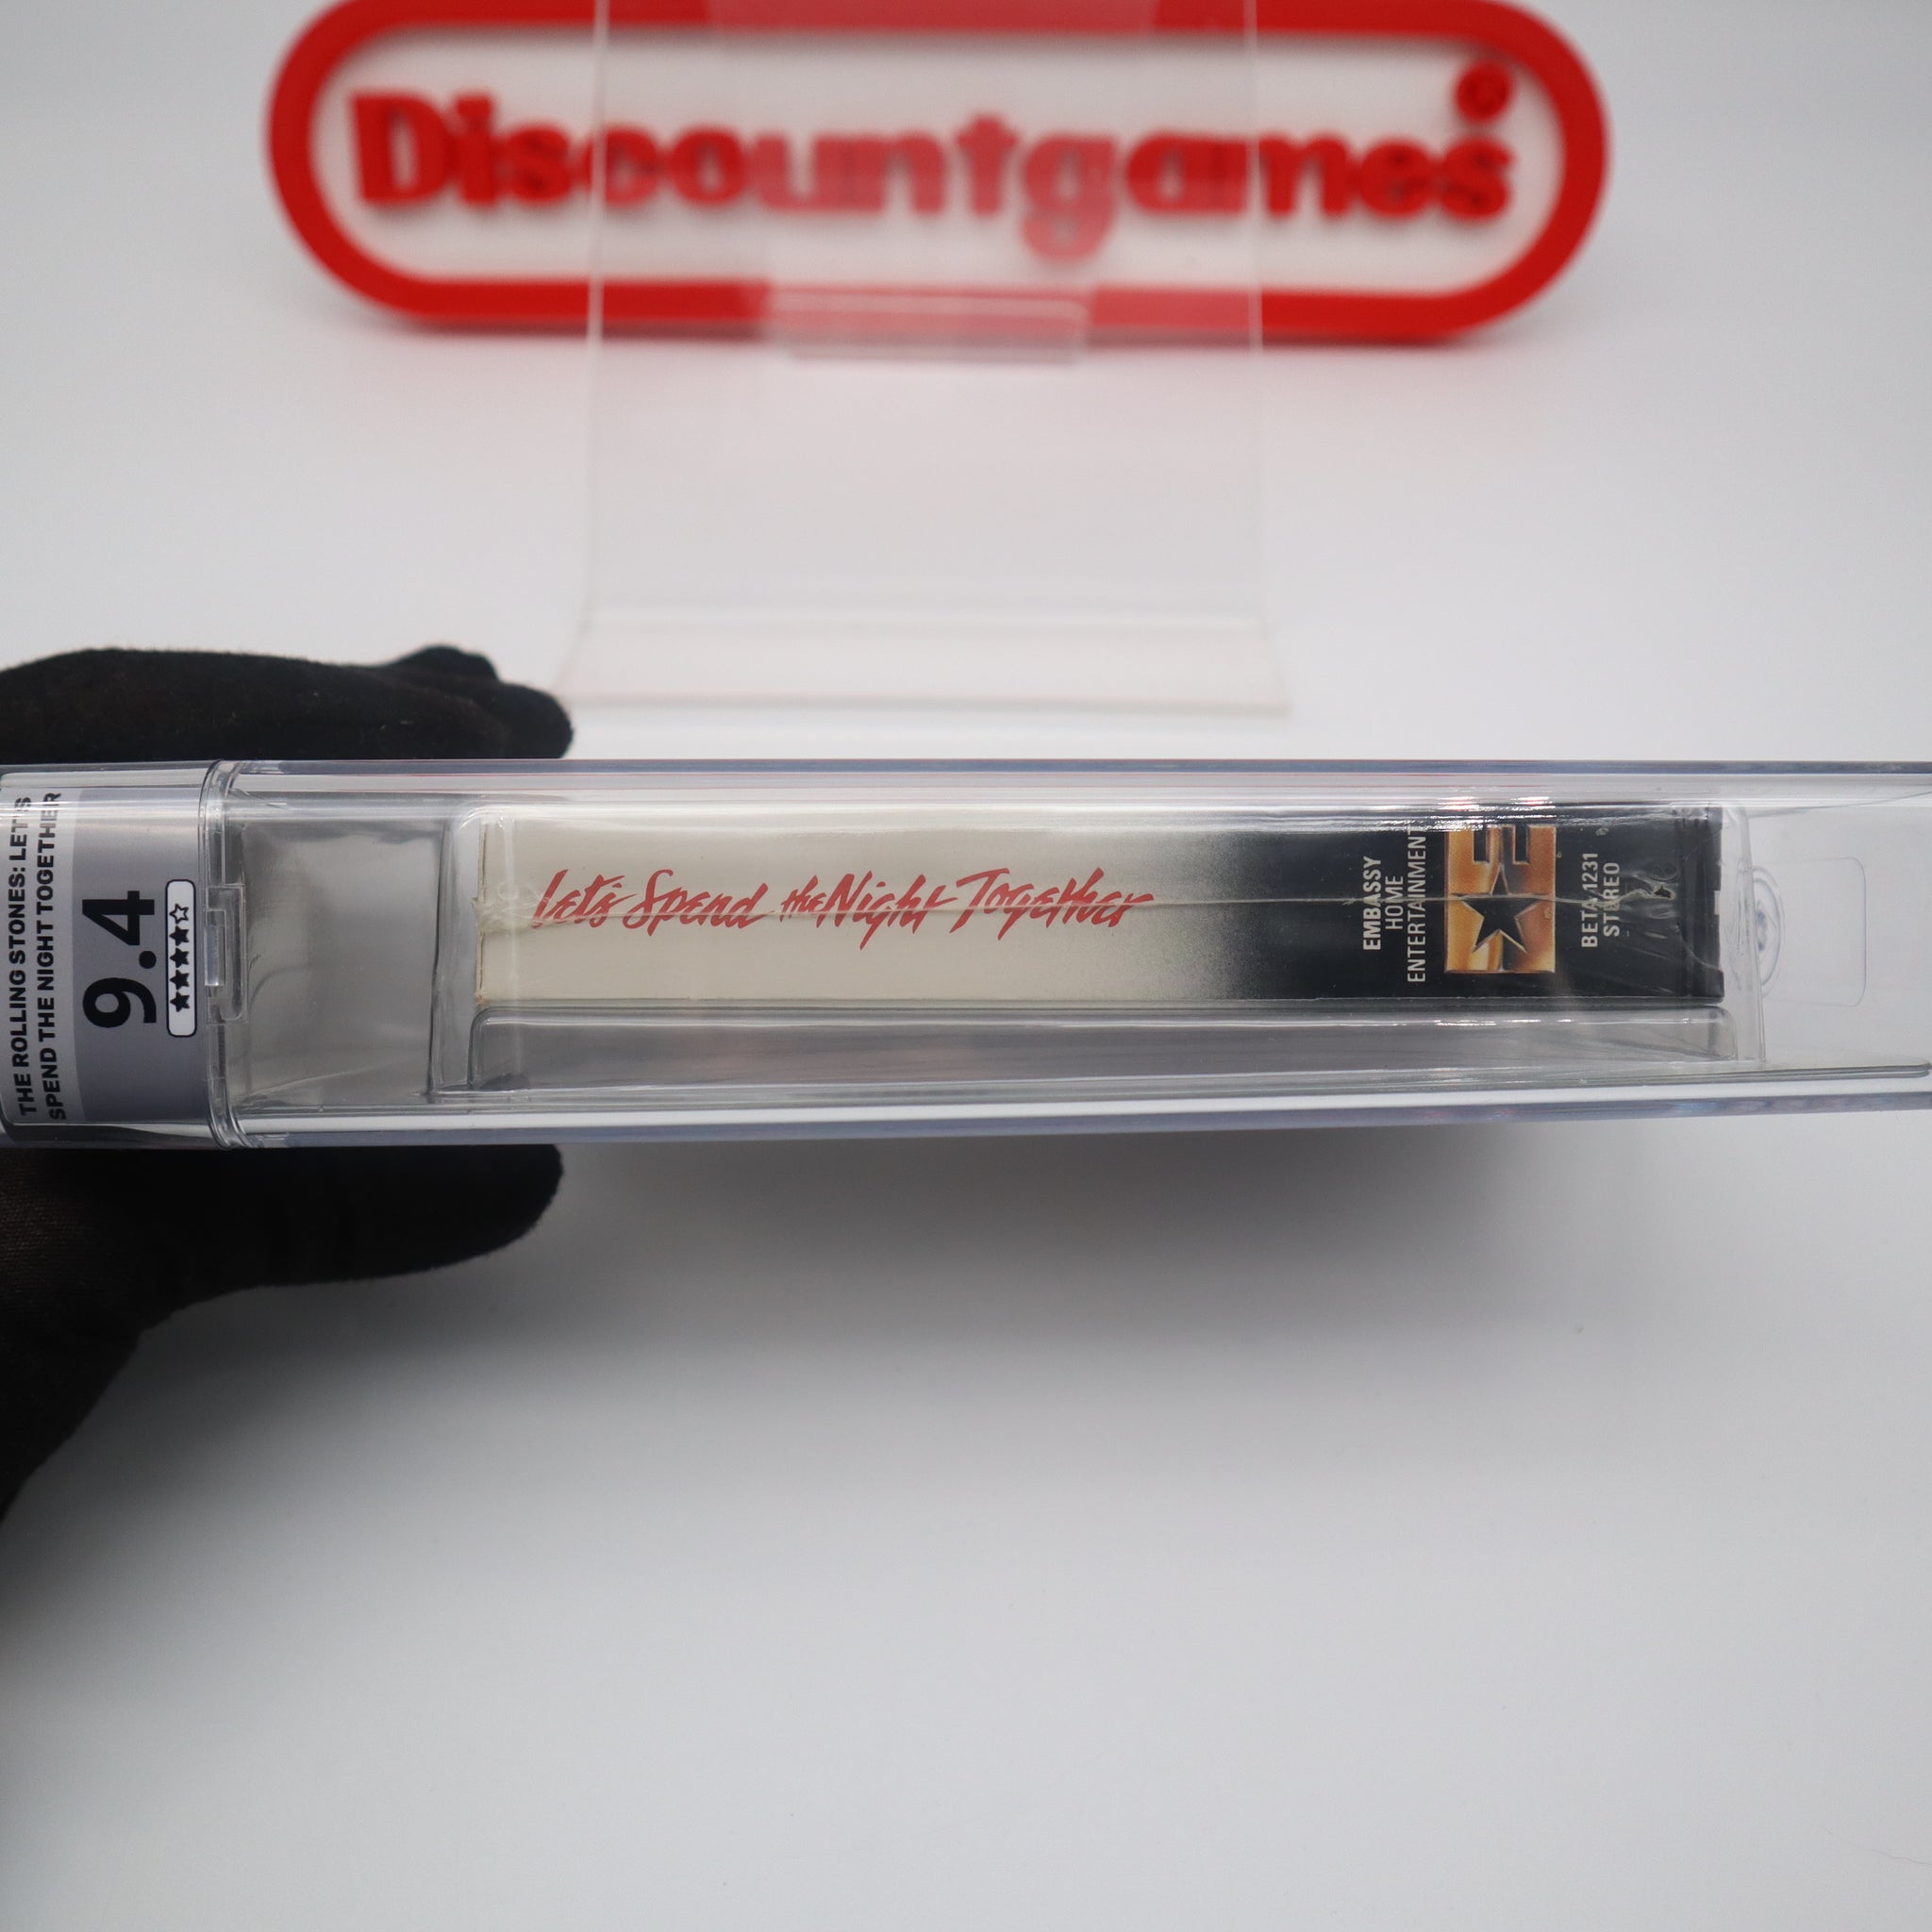 Discountgames
THE ROLLING STONES: LET'S
SPEND THE NIGHT TOGETHER
9.4
Let's Spend the Night Together
EMBASSY
HOME
ENTERTAINMENT
BETA 1231
STEREO